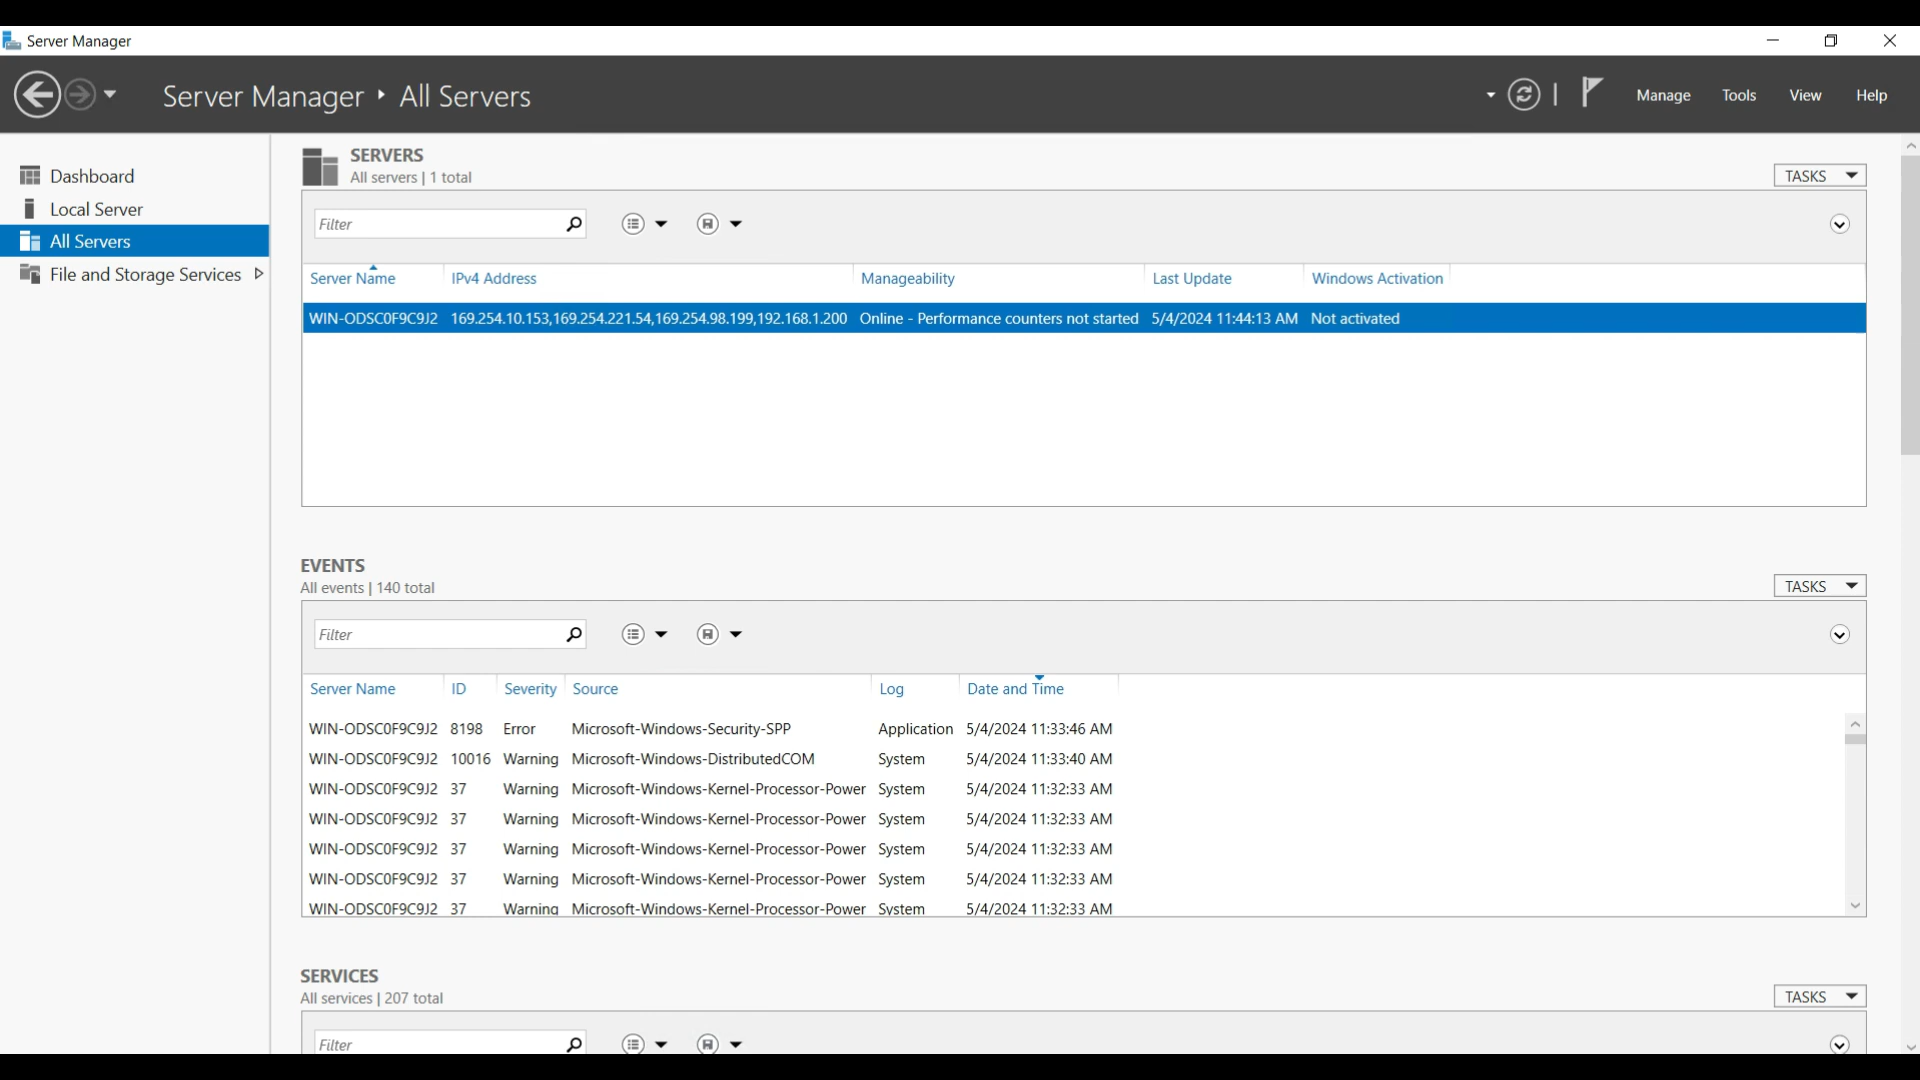 Server Manager
Server Manager ‣ All Servers
Manage Tools View Help
Dashboard
Local Server
All Servers
File and Storage Services
SERVERS
All servers | 1 total
TASKS
Filter
Server Name IPv4 Address Manageability Last Update Windows Activation
WIN-ODSC0F9C9J2 169.254.10.153,169.254.221.54,169.254.98.199,192.168.1.200 Online - Performance counters not started 5/4/2024 11:44:13 AM Not activated
EVENTS
All events | 140 total
TASKS
Filter
Server Name ID Severity Source Log Date and Time
WIN-ODSC0F9C9J2 8198 Error Microsoft-Windows-Security-SPP Application 5/4/2024 11:33:46 AM
WIN-ODSC0F9C9J2 10016 Warning Microsoft-Windows-DistributedCOM System 5/4/2024 11:33:40 AM
WIN-ODSC0F9C9J2 37 Warning Microsoft-Windows-Kernel-Processor-Power System 5/4/2024 11:32:33 AM
WIN-ODSC0F9C9J2 37 Warning Microsoft-Windows-Kernel-Processor-Power System 5/4/2024 11:32:33 AM
WIN-ODSC0F9C9J2 37 Warning Microsoft-Windows-Kernel-Processor-Power System 5/4/2024 11:32:33 AM
WIN-ODSC0F9C9J2 37 Warning Microsoft-Windows-Kernel-Processor-Power System 5/4/2024 11:32:33 AM
WIN-ODSC0F9C9J2 37 Warning Microsoft-Windows-Kernel-Processor-Power System 5/4/2024 11:32:33 AM
SERVICES
All services | 207 total
TASKS
Filter